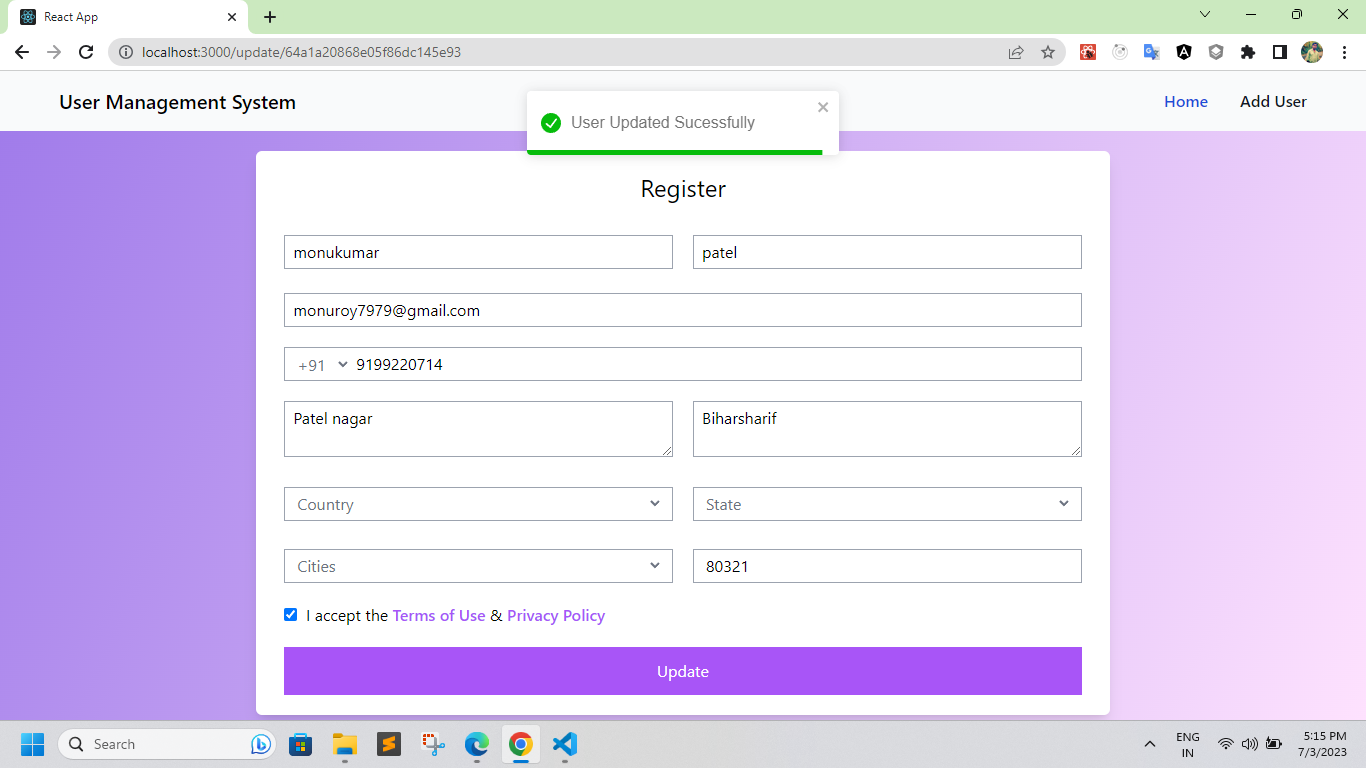 React App
localhost:3000/update/64a1a20868e05f86dc145e93
User Management System
Home
Add User
User Updated Sucessfully
Register
monukumar
patel
monuroy7979@gmail.com
+91
9199220714
Patel nagar
Biharsharif
Country
State
Cities
80321
I accept the Terms of Use & Privacy Policy
Update
Search
ENG
IN
5:15 PM
7/3/2023